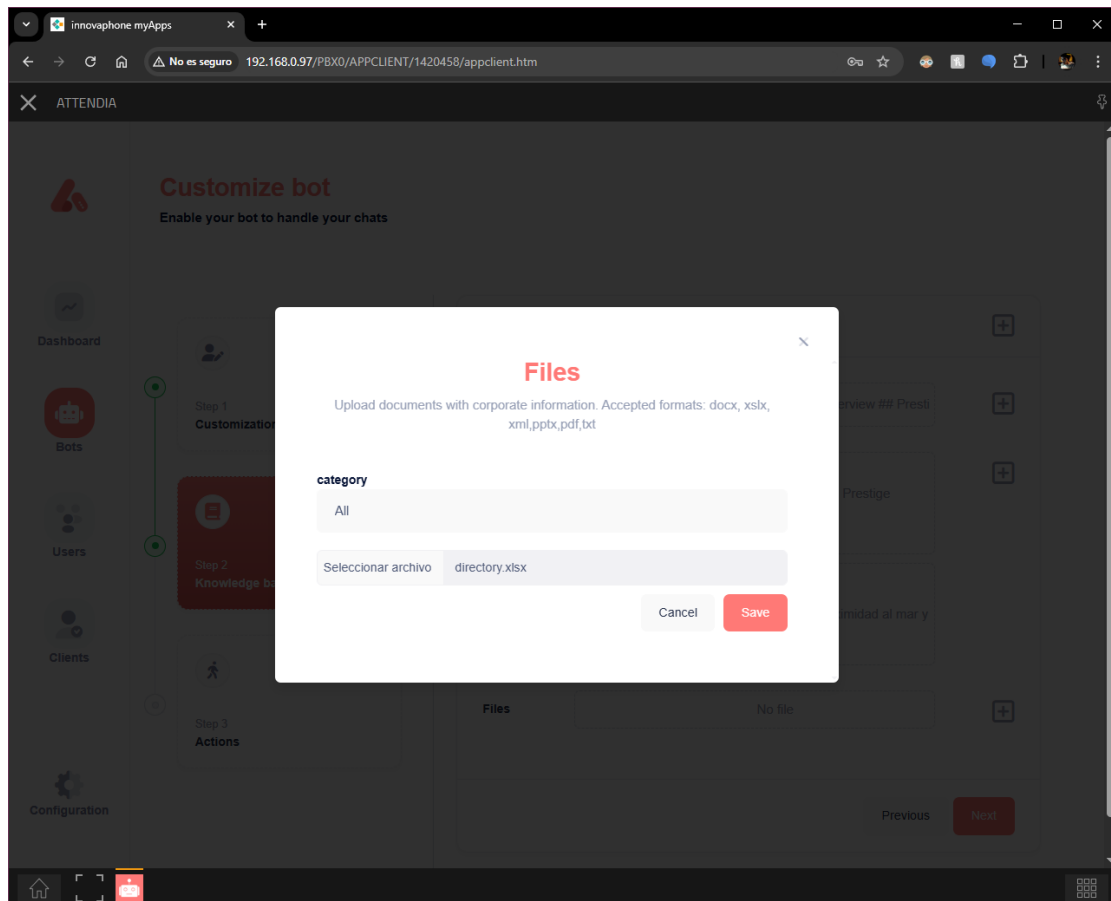 innovaphone myApps
No es seguro 192.168.0.97/PBX0/APPCLIENT/1420458/appclient.htm
ATTENDIA
Customize bot
Enable your bot to handle your chats
Dashboard
Bots
Users
Clients
Configuration
Step 1
Customization
Step 2
Knowledge ba
Step 3
Actions
Files
Upload documents with corporate information. Accepted formats: docx, xslx,
xml,pptx,pdf,txt
category
All
Seleccionar archivo directory.xlsx
Cancel Save
erview ## Presti
Prestige
imidad al mar y
Files No file
Previous Next